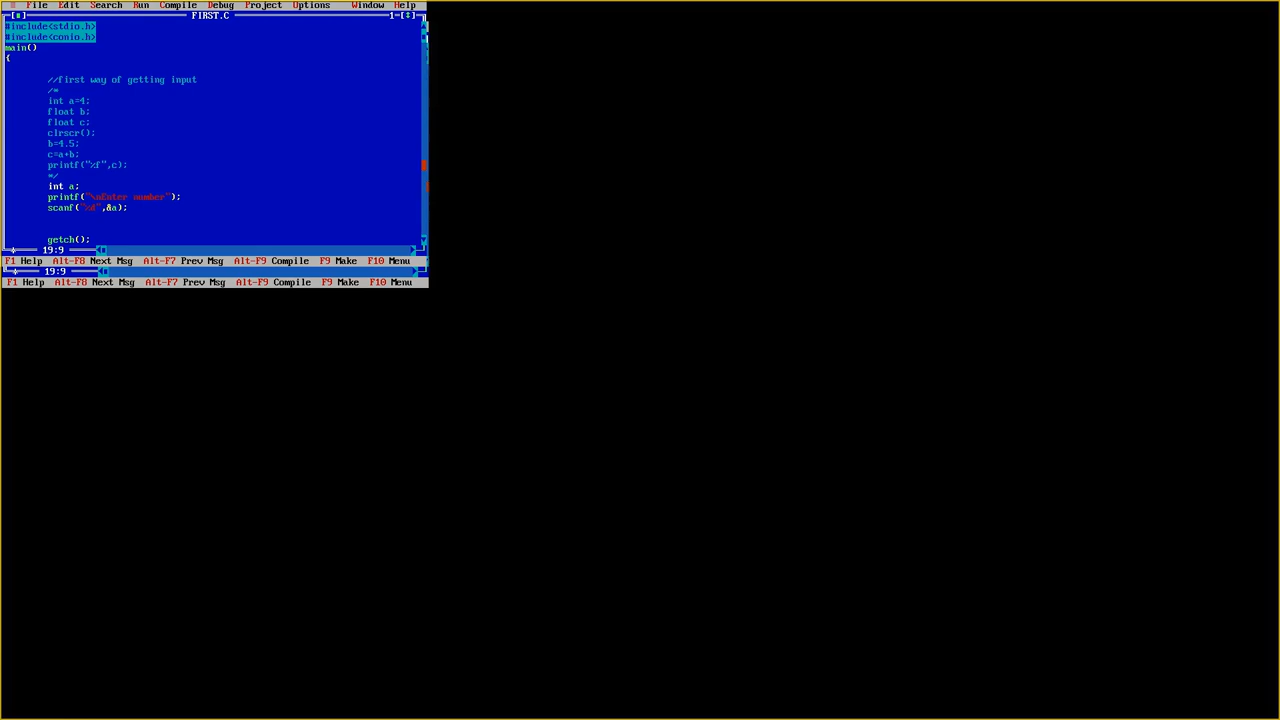 ≡ File Edit Search Run Compile Debug Project Options Window Help
[■] FIRST.C 1-[↕]
#include<stdio.h>
#include<conio.h>
main()
{
//first way of getting input
/*
int a=4;
float b;
float c;
clrscr();
b=4.5;
c=a+b;
printf("%f",c);
*/
int a;
printf("\nEnter number");
scanf("%d",&a);
getch();
19:9
F1 Help Alt-F8 Next Msg Alt-F7 Prev Msg Alt-F9 Compile F9 Make F10 Menu
19:9
F1 Help Alt-F8 Next Msg Alt-F7 Prev Msg Alt-F9 Compile F9 Make F10 Menu